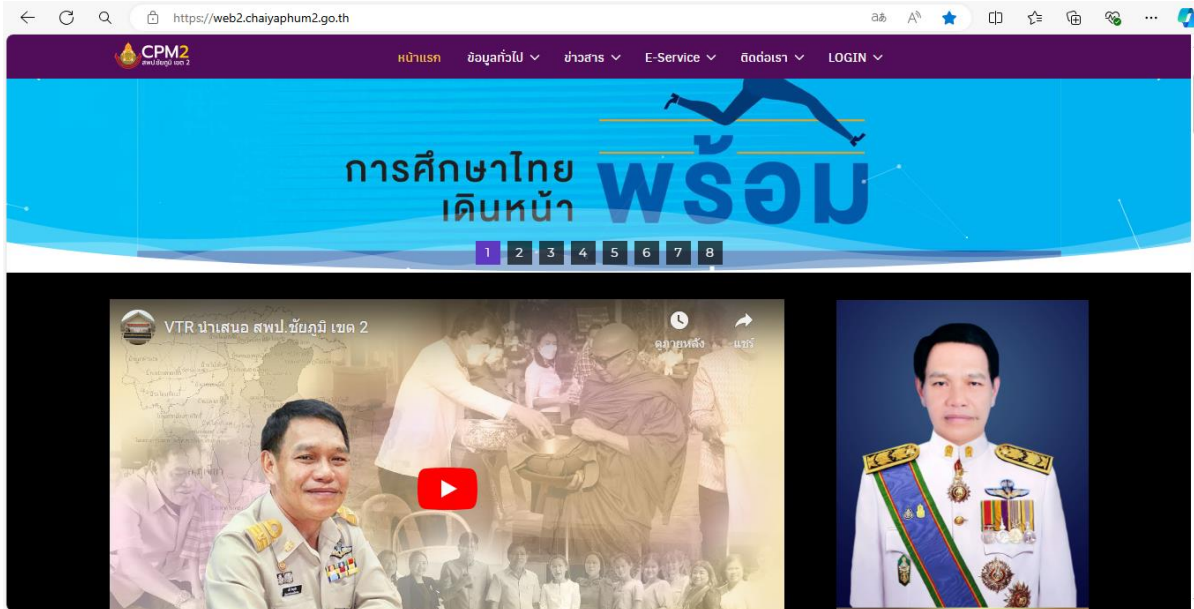 https://web2.chaiyaphum2.go.th
CPM2
สพป.ชัยภูมิ เขต 2
หน้าแรก ข้อมูลทั่วไป ข่าวสาร E-Service ติดต่อเรา LOGIN
การศึกษาไทย
เดินหน้า
พร้อม
1 2 3 4 5 6 7 8
VTR นำเสนอ สพป.ชัยภูมิ เขต 2
ดูภายหลัง แชร์